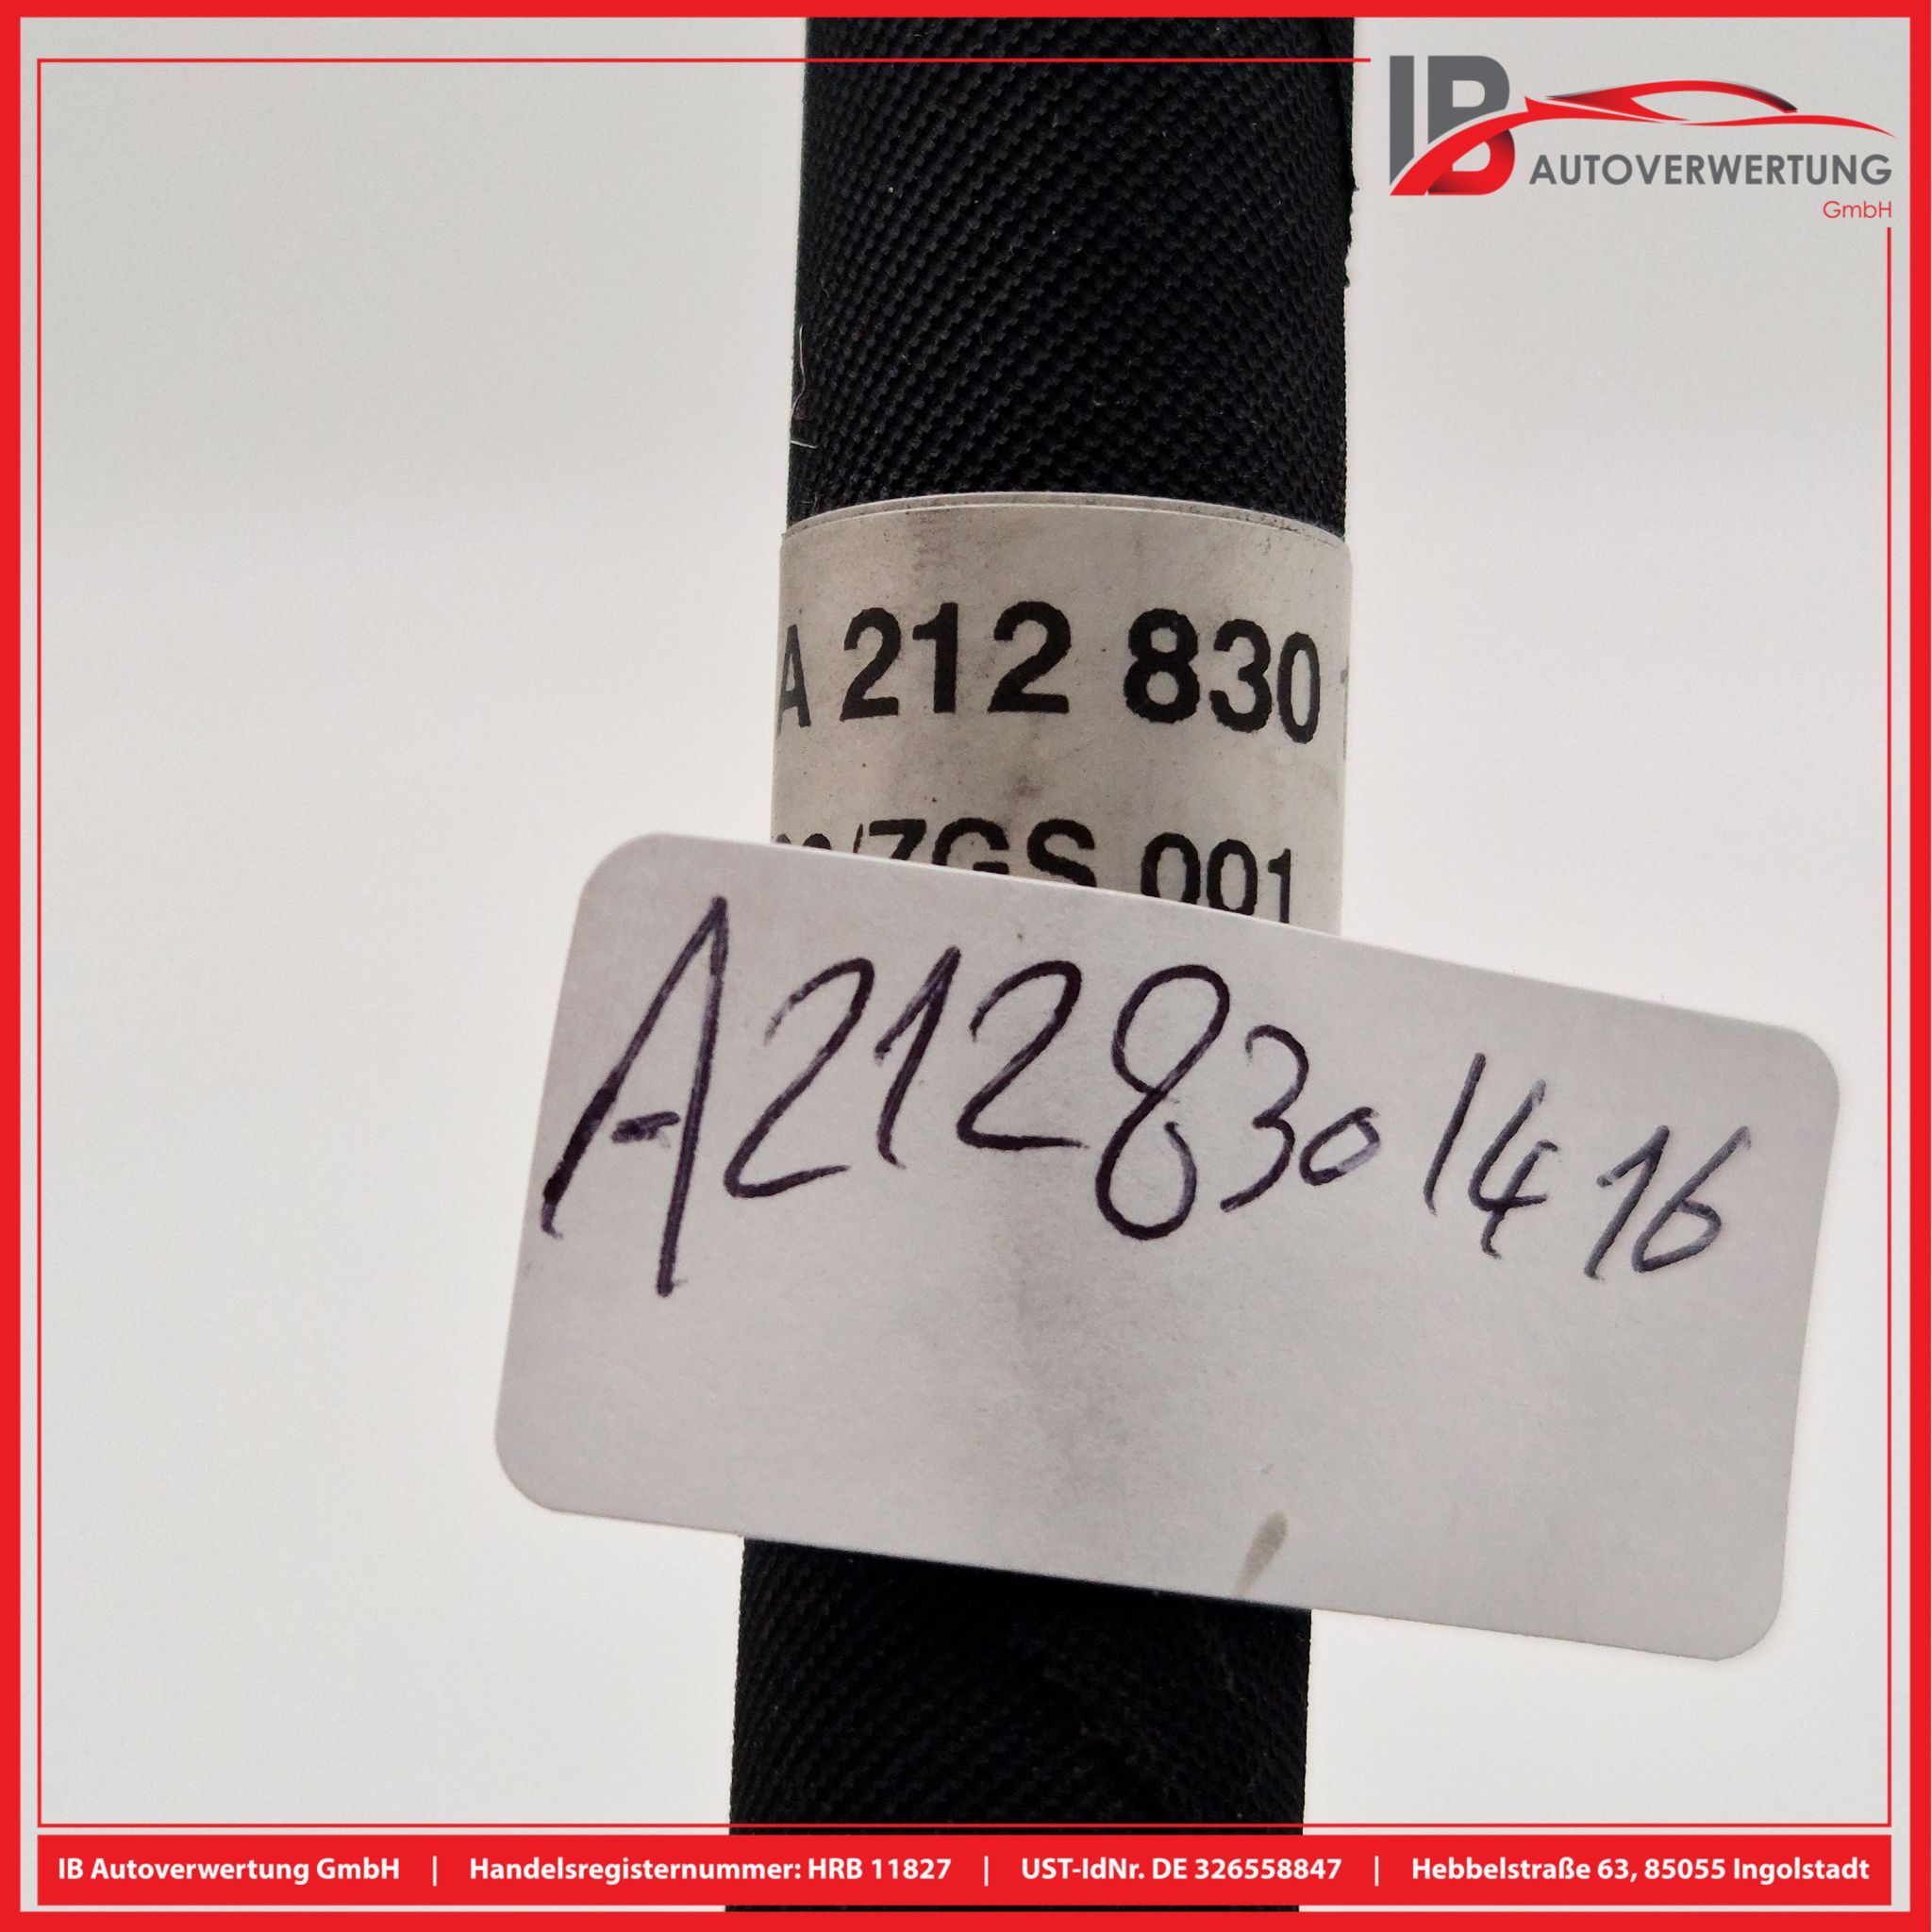 IB
AUTOVERWERTUNG
GmbH
A 212 830
/ZGS 001
A2128301416
IB Autoverwertung GmbH | Handelsregisternummer: HRB 11827 | UST-IdNr. DE 326558847 | Hebbelstraße 63, 85055 Ingolstadt